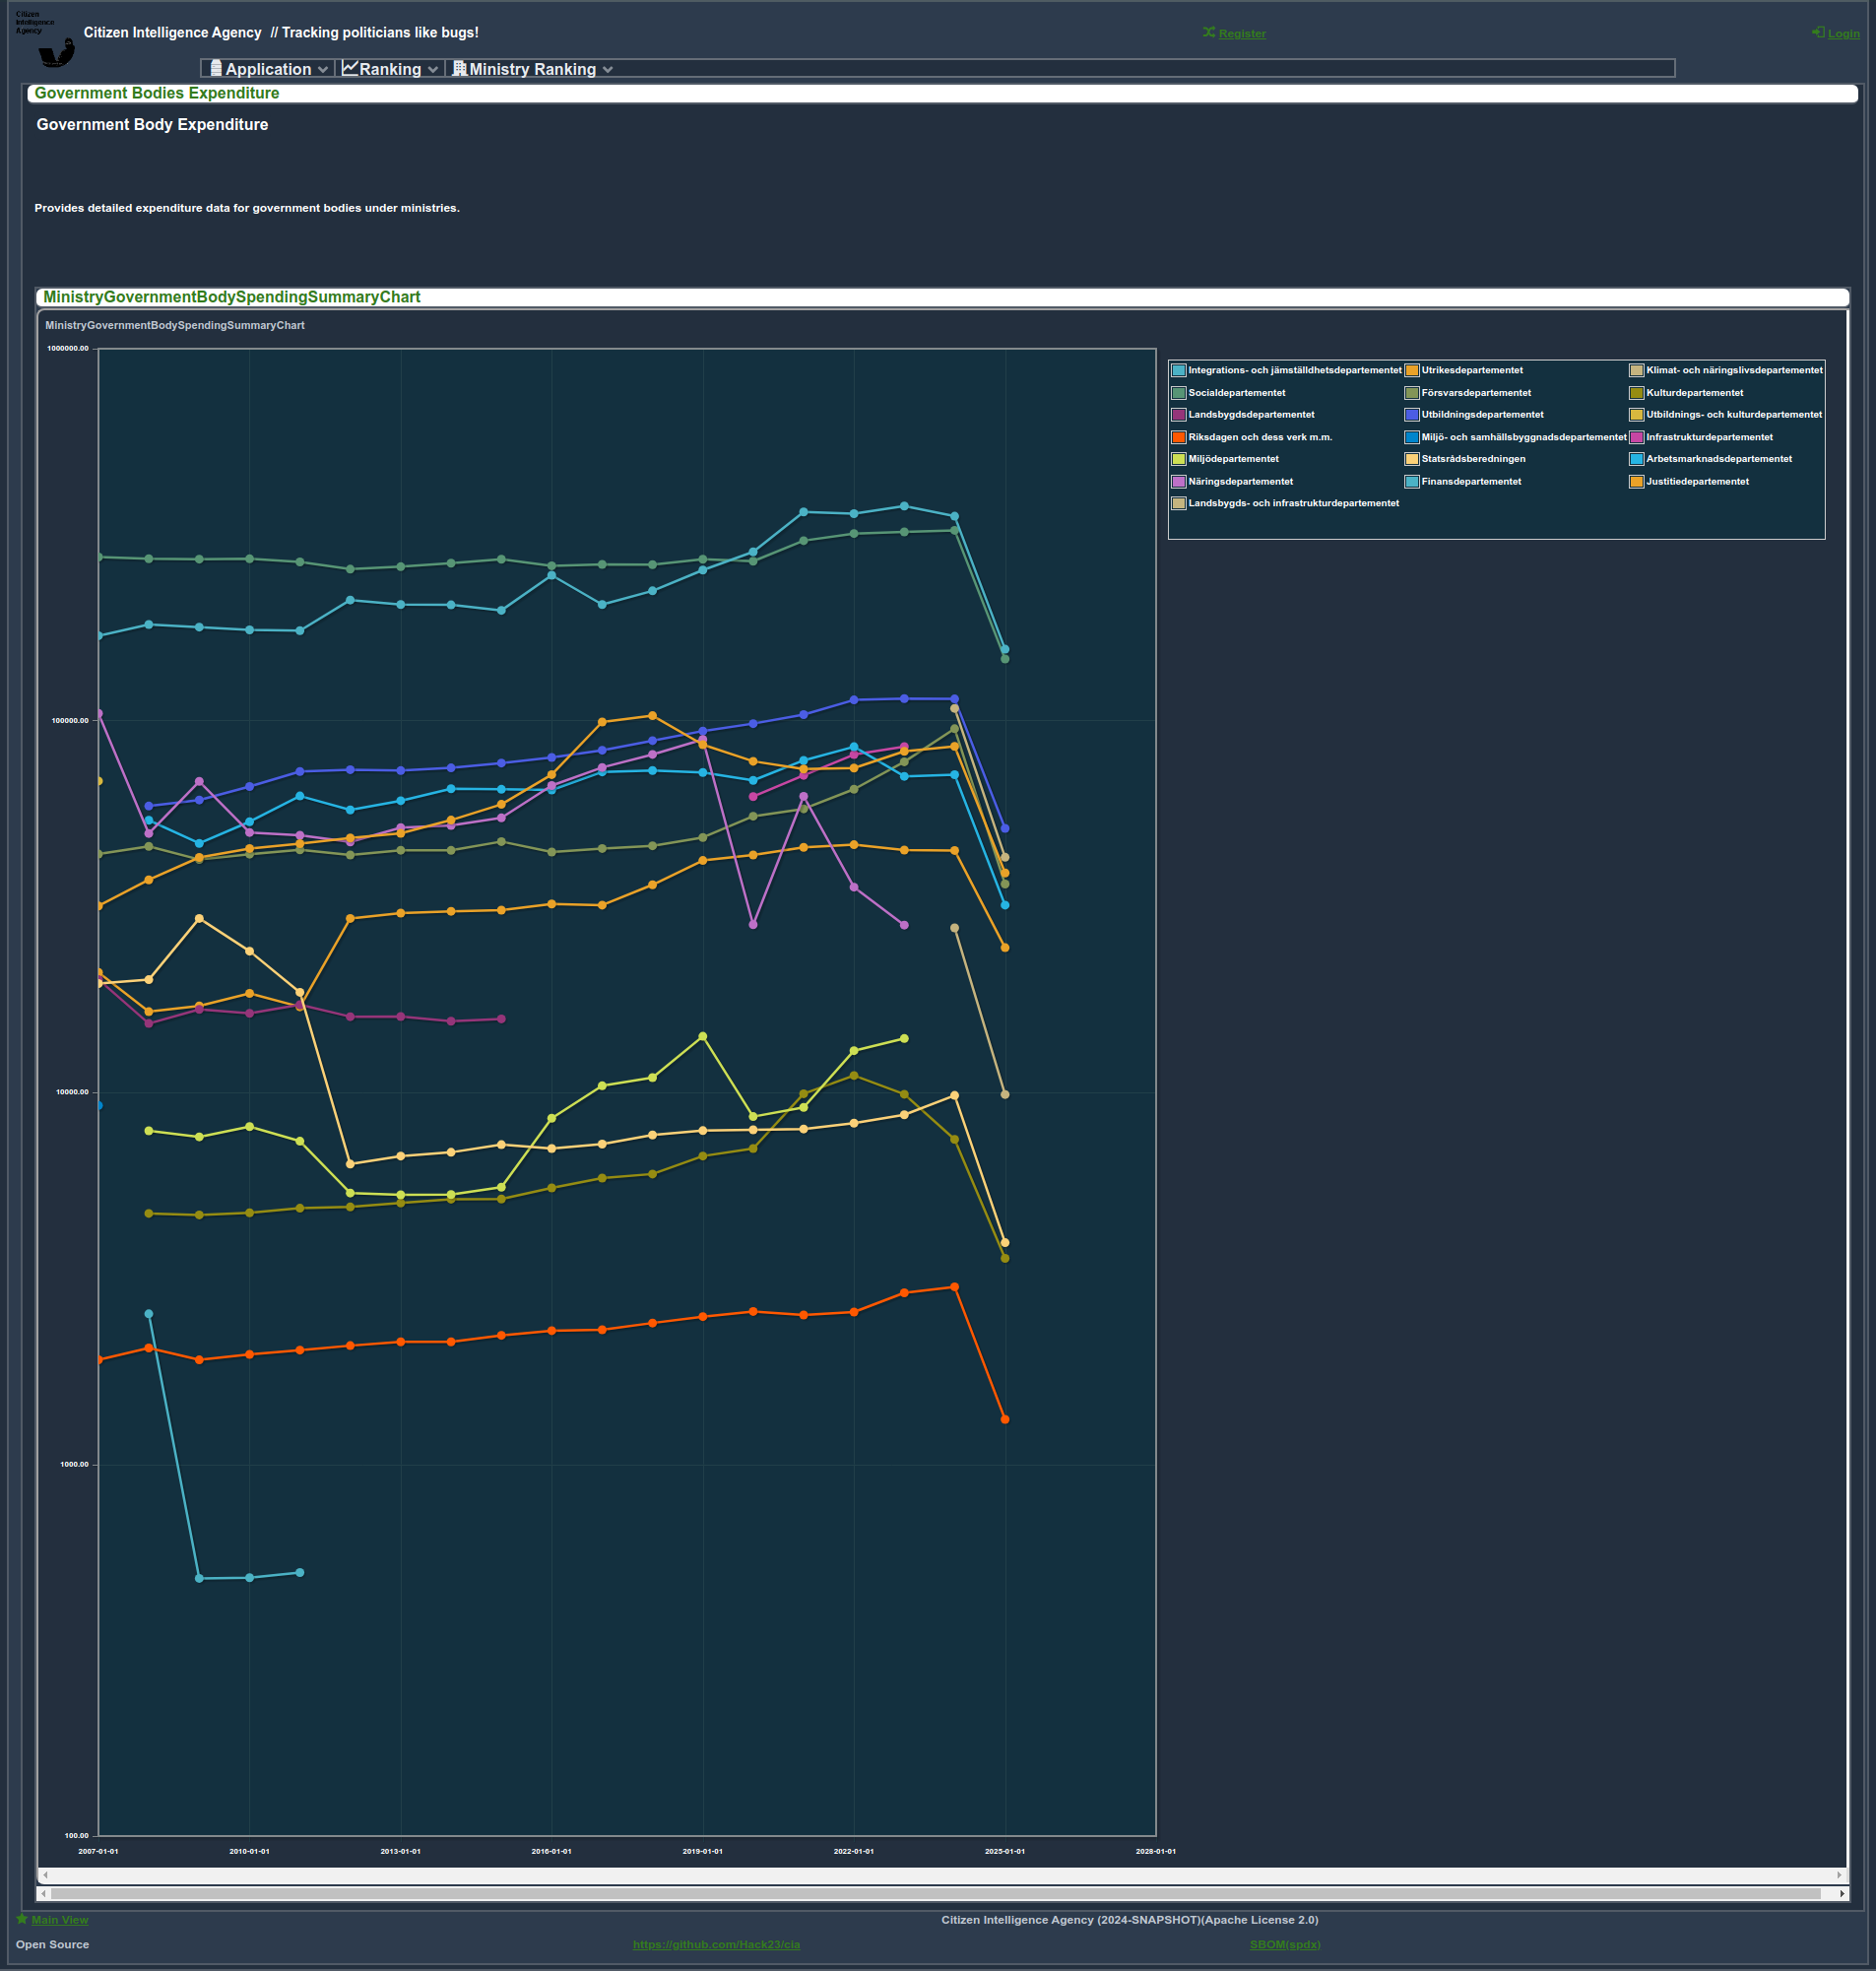 Citizen
Intelligence
Agency
Citizen Intelligence Agency // Tracking politicians like bugs!
Register
Login
Application
Ranking
Ministry Ranking
Government Bodies Expenditure
Government Body Expenditure
Provides detailed expenditure data for government bodies under ministries.
MinistryGovernmentBodySpendingSummaryChart
MinistryGovernmentBodySpendingSummaryChart
1000000.00
100000.00
10000.00
1000.00
100.00
2007-01-01
2010-01-01
2013-01-01
2016-01-01
2019-01-01
2022-01-01
2025-01-01
2028-01-01
Integrations- och jämställdhetsdepartementet
Utrikesdepartementet
Klimat- och näringslivsdepartementet
Socialdepartementet
Försvarsdepartementet
Kulturdepartementet
Landsbygdsdepartementet
Utbildningsdepartementet
Utbildnings- och kulturdepartementet
Riksdagen och dess verk m.m.
Miljö- och samhällsbyggnadsdepartementet
Infrastrukturdepartementet
Miljödepartementet
Statsrådsberedningen
Arbetsmarknadsdepartementet
Näringsdepartementet
Finansdepartementet
Justitiedepartementet
Landsbygds- och infrastrukturdepartementet
Main View
Citizen Intelligence Agency (2024-SNAPSHOT)(Apache License 2.0)
Open Source
https://github.com/Hack23/cia
SBOM(spdx)